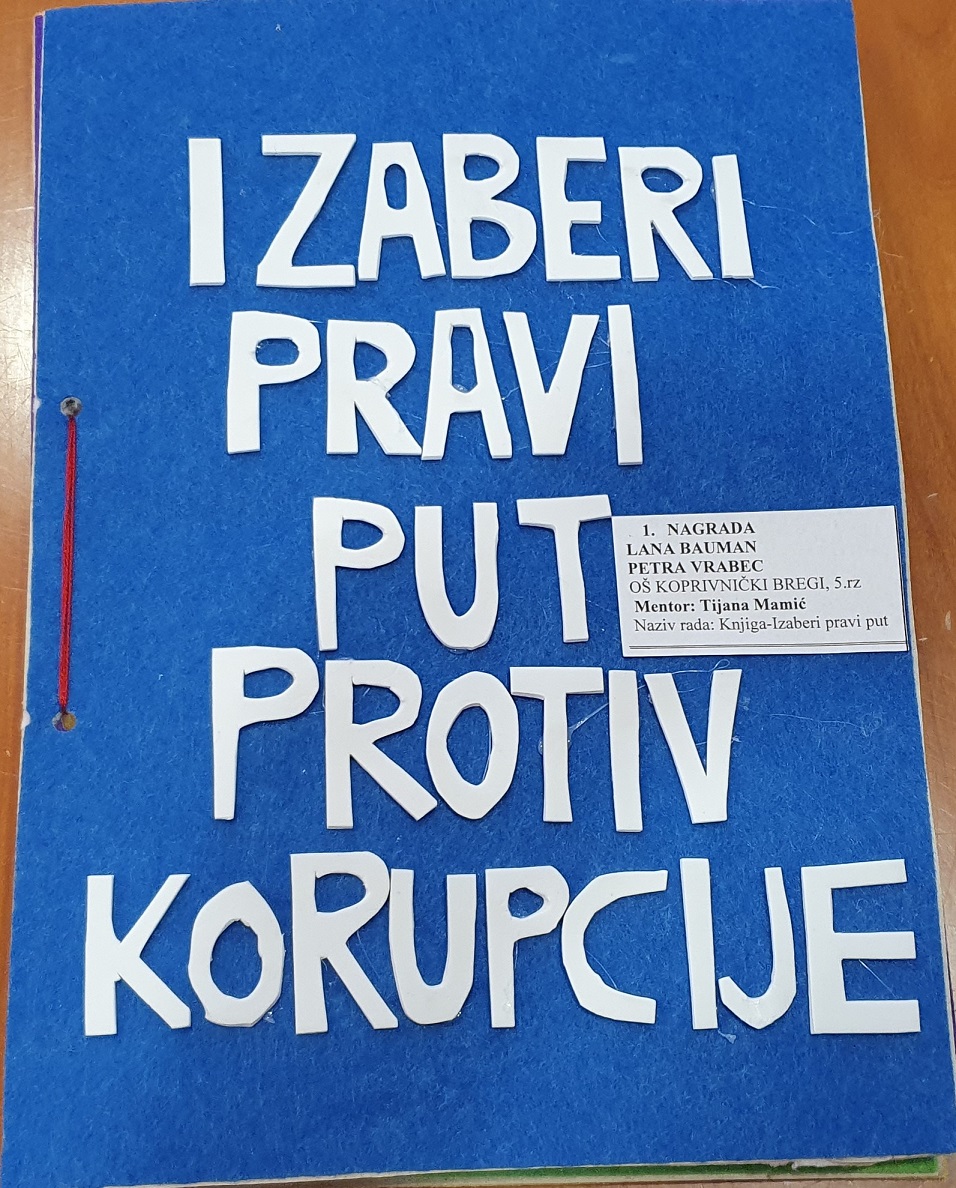 IZABERI
PRAVI
PUT
1. NAGRADA
LANA BAUMAN
PETRA VRABEC
OŠ KOPRIVNIČKI BREGI, 5.rz
Mentor: Tijana Mamić
Naziv rada: Knjiga-Izaberi pravi put
PROTIV
KORUPCIJE